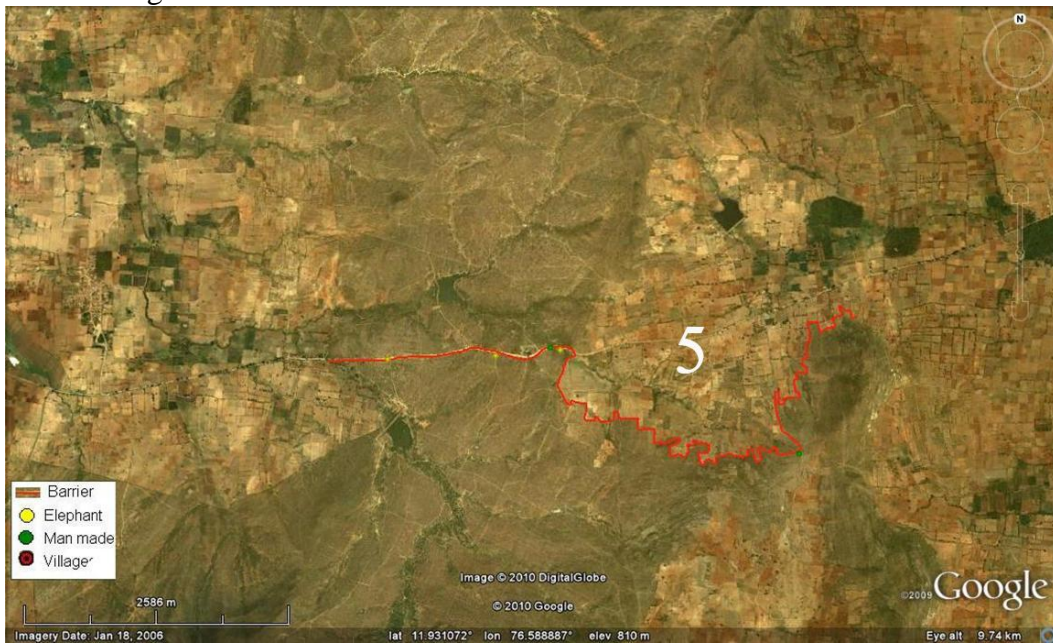 N
5
Barrier
Elephant
Man made
Village
Image © 2010 DigitalGlobe
© 2010 Google
©2009 Google
2586 m
Imagery Date: Jan 18, 2006 lat 11.931072° lon 76.588887° elev 810 m Eye alt 9.74 km